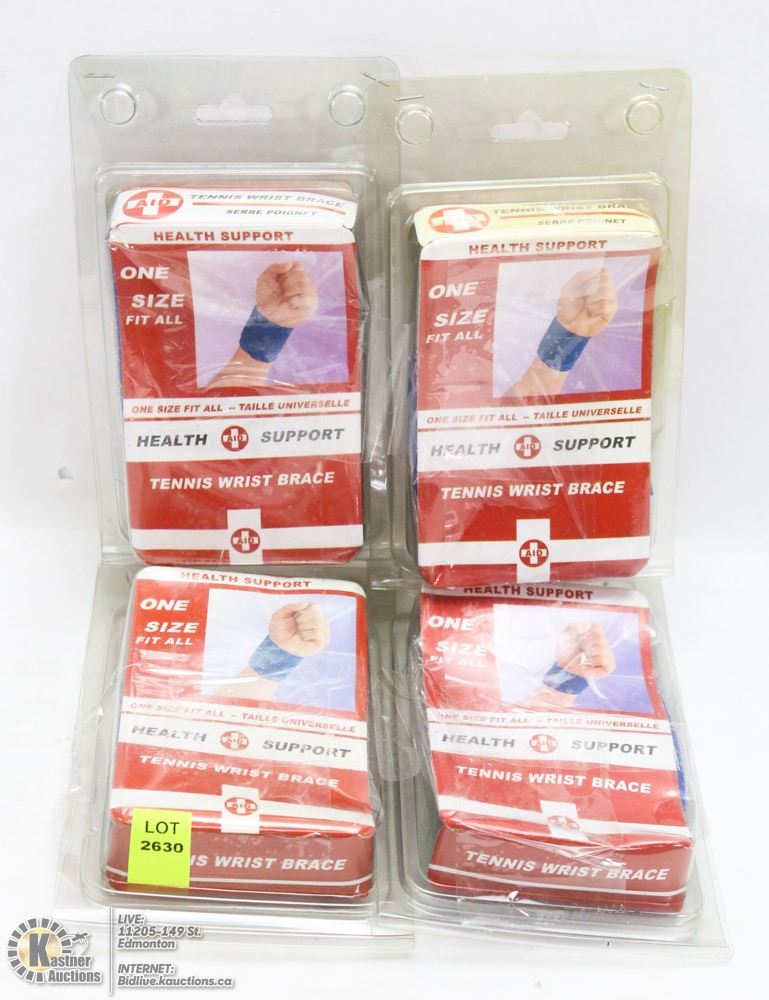 AID TENNIS WRIST BRACE
SERRE POIGNET
HEALTH SUPPORT
ONE
SIZE
FIT ALL
ONE SIZE FIT ALL -- TAILLE UNIVERSELLE
HEALTH AID SUPPORT
TENNIS WRIST BRACE
AID
TENNIS WRIST BRACE
SERRE POIGNET
HEALTH SUPPORT
ONE
SIZE
FIT ALL
ONE SIZE FIT ALL -- TAILLE UNIVERSELLE
HEALTH AID SUPPORT
TENNIS WRIST BRACE
AID
HEALTH SUPPORT
ONE
SIZE
FIT ALL
ONE SIZE FIT ALL -- TAILLE UNIVERSELLE
HEALTH AID SUPPORT
TENNIS WRIST BRACE
AID
LOT
2630
WRIST BRACE
HEALTH SUPPORT
ONE
SIZE
FIT ALL
ONE SIZE FIT ALL -- TAILLE UNIVERSELLE
HEALTH AID SUPPORT
TENNIS WRIST BRACE
AID
TENNIS WRIST BRACE
Kastner
Auctions
LIVE:
11205-149 St.
Edmonton
INTERNET:
Bidlive.kauctions.ca